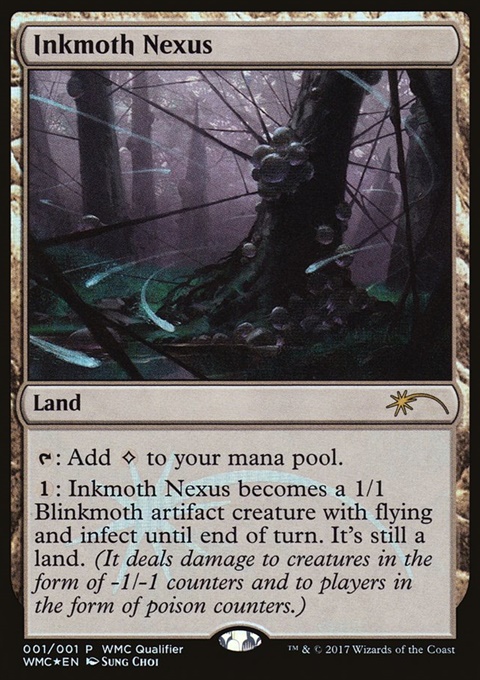 Inkmoth Nexus
Land
: Add to your mana pool.
1: Inkmoth Nexus becomes a 1/1
Blinkmoth artifact creature with flying
and infect until end of turn. It's still a
land. (It deals damage to creatures in the
form of -1/-1 counters and to players in
the form of poison counters.)
001/001 P WMC Qualifier
WMC★EN Sung Choi
™ & © 2017 Wizards of the Coast